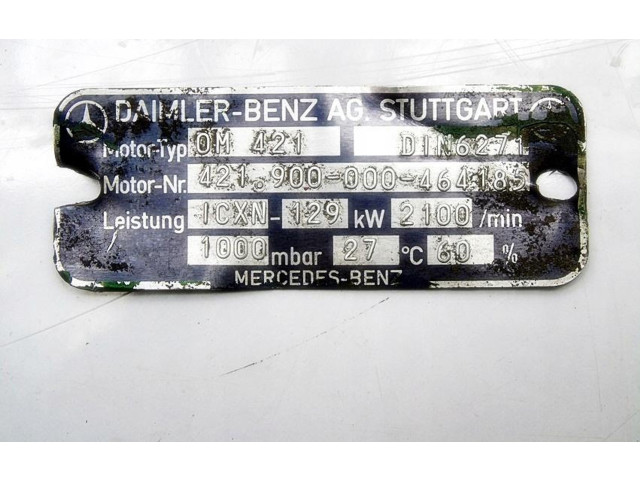 DAIMLER-BENZ AG. STUTTGART
Motor-Typ OM 421 DIN6271
Motor-Nr. 421.900-000-464185
Leistung ICXN-129 kW 2100 /min
1000 mbar 27 °C 60 %
MERCEDES-BENZ